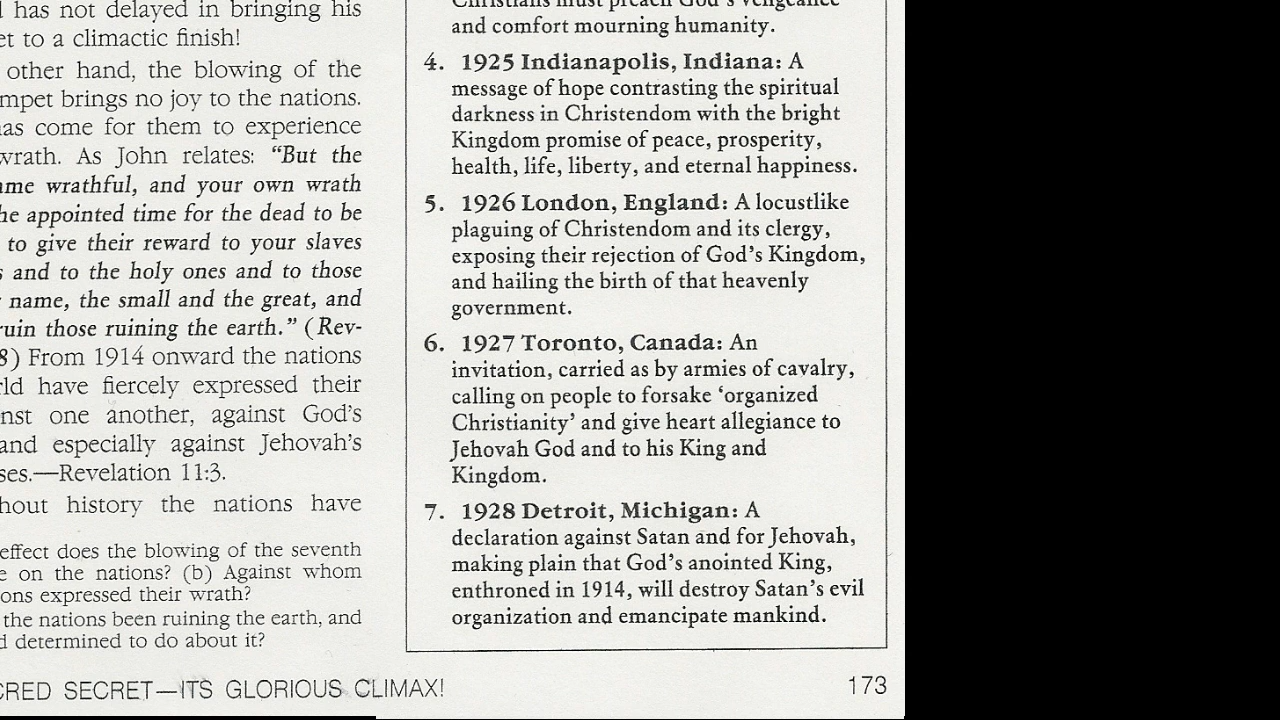 has not delayed in bringing his
to a climactic finish!
other hand, the blowing of the
brings no joy to the nations.
come for them to experience
wrath. As John relates: "But the
wrathful, and your own wrath
appointed time for the dead to be
to give their reward to your slaves
and to the holy ones and to those
name, the small and the great, and
ruin those ruining the earth." (Rev-
8) From 1914 onward the nations
have fiercely expressed their
one another, against God's
and especially against Jehovah's
—Revelation 11:3.
history the nations have
effect does the blowing of the seventh
on the nations? (b) Against whom
expressed their wrath?
the nations been ruining the earth, and
determined to do about it?
Christians must preach God's vengeance
and comfort mourning humanity.
4. 1925 Indianapolis, Indiana: A
message of hope contrasting the spiritual
darkness in Christendom with the bright
Kingdom promise of peace, prosperity,
health, life, liberty, and eternal happiness.
5. 1926 London, England: A locustlike
plaguing of Christendom and its clergy,
exposing their rejection of God's Kingdom,
and hailing the birth of that heavenly
government.
6. 1927 Toronto, Canada: An
invitation, carried as by armies of cavalry,
calling on people to forsake 'organized
Christianity' and give heart allegiance to
Jehovah God and to his King and
Kingdom.
7. 1928 Detroit, Michigan: A
declaration against Satan and for Jehovah,
making plain that God's anointed King,
enthroned in 1914, will destroy Satan's evil
organization and emancipate mankind.
SECRET—ITS GLORIOUS CLIMAX! 173